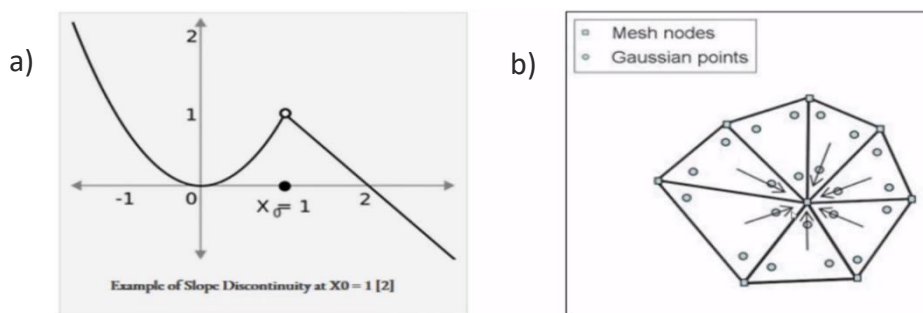 a)
2
1
-1
0
X0= 1
2
Example of Slope Discontinuity at X0 = 1 [2]
b)
Mesh nodes
Gaussian points